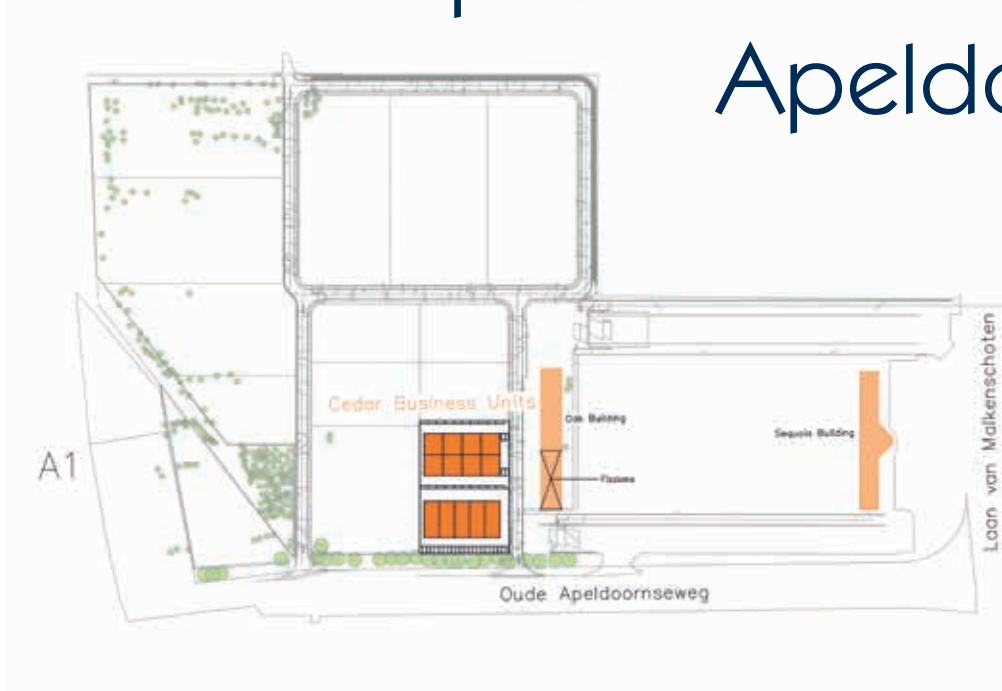 Apeldo
Cedar Business Units
Oak Building
Sequoia Building
A1
Laan van Malkenschoten
Oude Apeldoornseweg